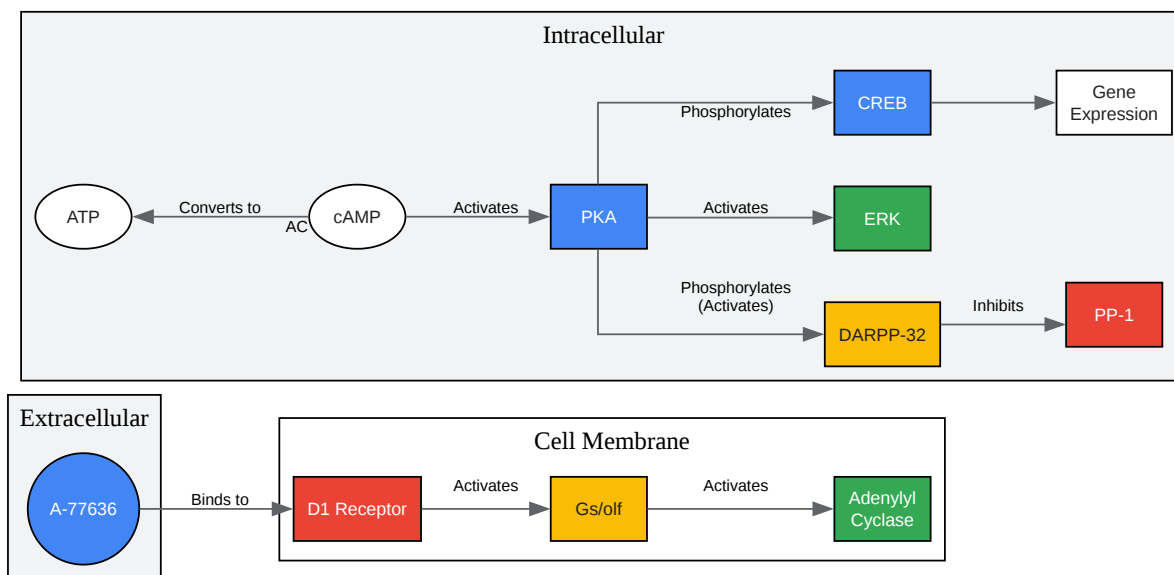 Intracellular
CREB
Gene
Expression
Phosphorylates
ATP
Converts to
AC
cAMP
Activates
PKA
Activates
ERK
Phosphorylates
(Activates)
DARPP-32
Inhibits
PP-1
Extracellular
A-77636
Binds to
Cell Membrane
D1 Receptor
Activates
Gs/olf
Activates
Adenylyl
Cyclase